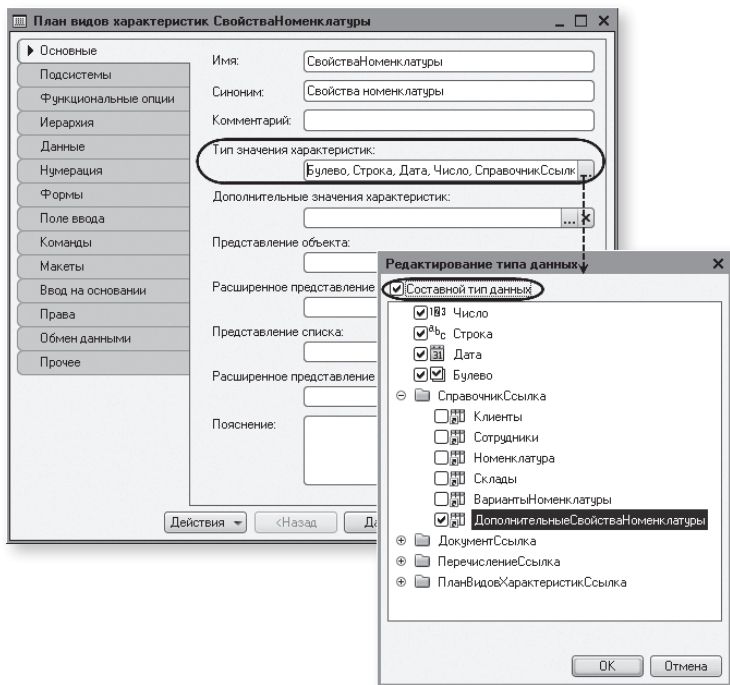 План видов характеристик СвойстваНоменклатуры
Основные
Подсистемы
Функциональные опции
Иерархия
Данные
Нумерация
Формы
Поле ввода
Команды
Макеты
Ввод на основании
Права
Обмен данными
Прочее
Имя: СвойстваНоменклатуры
Синоним: Свойства номенклатуры
Комментарий:
Тип значения характеристик:
Булево, Строка, Дата, Число, СправочникСсылк ...
Дополнительные значения характеристик:
...
Представление объекта:
Расширенное представление
Представление списка:
Расширенное представление
Пояснение:
Действия <Назад Да
Редактирование типа данных
Составной тип данных
Число
Строка
Дата
Булево
СправочникСсылка
Клиенты
Сотрудники
Номенклатура
Склады
ВариантыНоменклатуры
ДополнительныеСвойстваНоменклатуры
ДокументСсылка
ПеречислениеСсылка
ПланВидовХарактеристикСсылка
OK Отмена